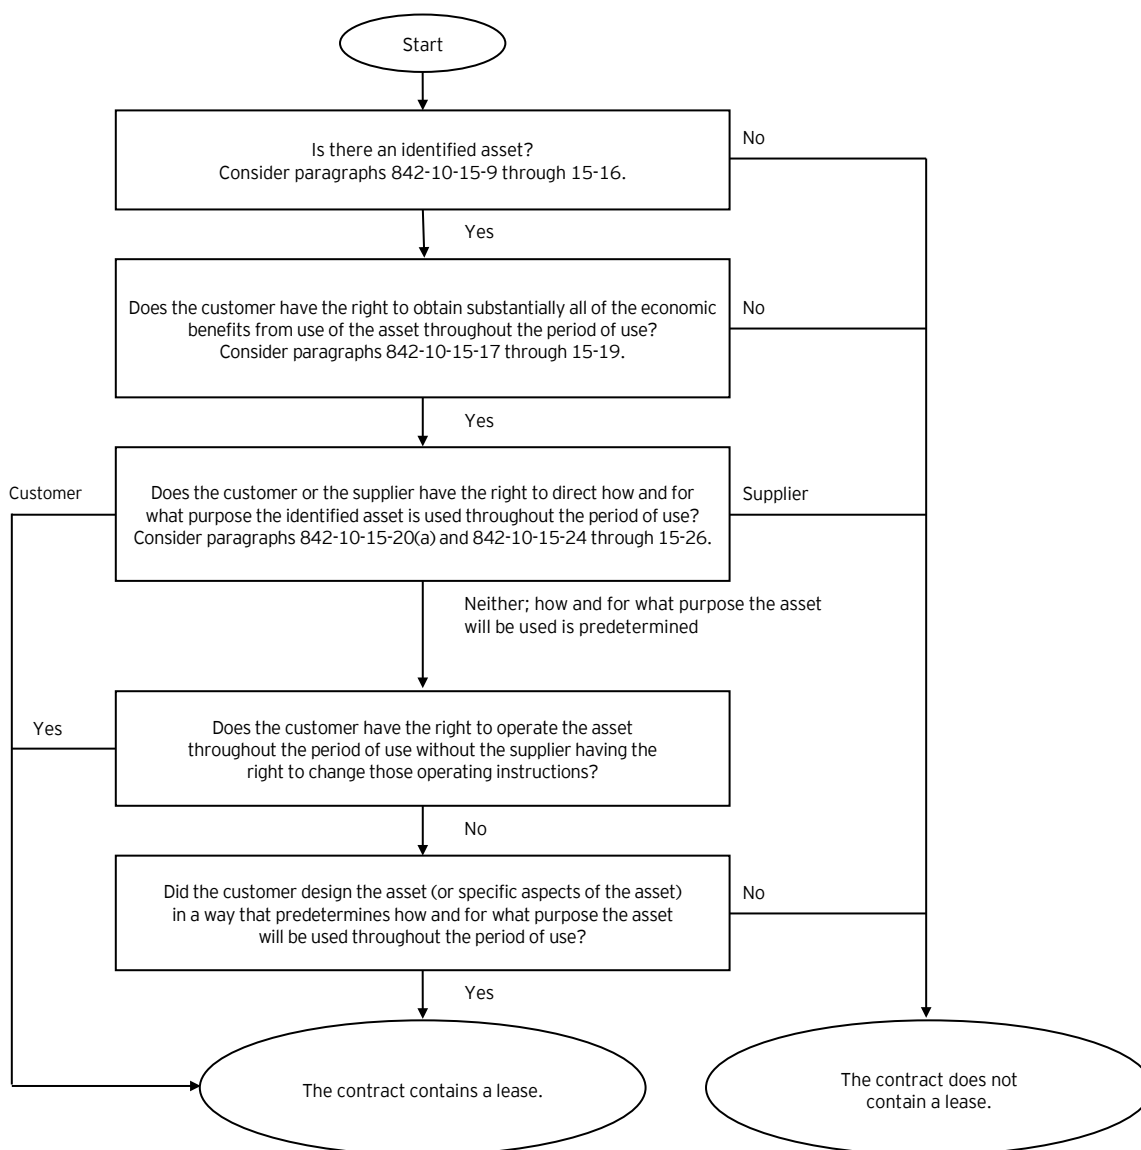 Start
Is there an identified asset?
Consider paragraphs 842-10-15-9 through 15-16.
No
Yes
Does the customer have the right to obtain substantially all of the economic
benefits from use of the asset throughout the period of use?
Consider paragraphs 842-10-15-17 through 15-19.
No
Yes
Customer
Does the customer or the supplier have the right to direct how and for
what purpose the identified asset is used throughout the period of use?
Consider paragraphs 842-10-15-20(a) and 842-10-15-24 through 15-26.
Supplier
Neither; how and for what purpose the asset
will be used is predetermined
Yes
Does the customer have the right to operate the asset
throughout the period of use without the supplier having the
right to change those operating instructions?
No
Did the customer design the asset (or specific aspects of the asset)
in a way that predetermines how and for what purpose the asset
will be used throughout the period of use?
No
Yes
The contract contains a lease.
The contract does not
contain a lease.